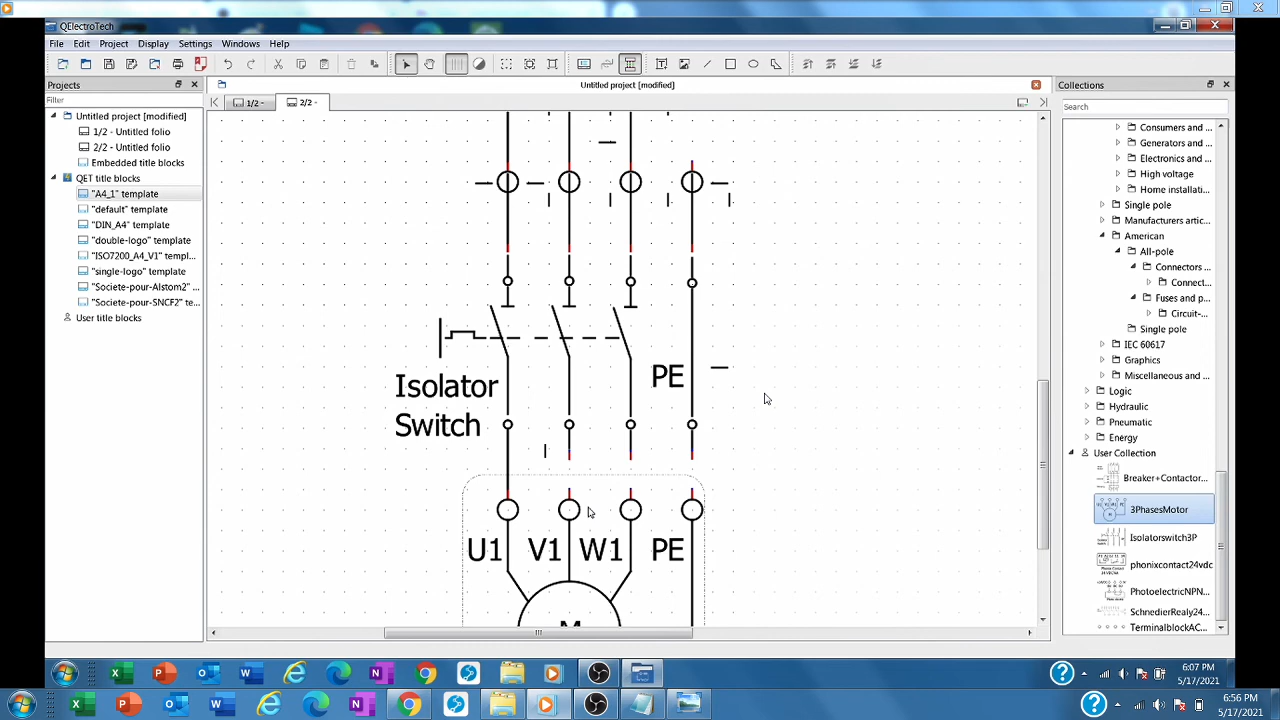 QElectroTech
File Edit Project Display Settings Windows Help
Projects
Untitled project [modified]
Collections
Filter
Search
1/2 -
2/2 -
Untitled project [modified]
1/2 - Untitled folio
2/2 - Untitled folio
Embedded title blocks
QET title blocks
"A4_1" template
"default" template
"DIN_A4" template
"double-logo" template
"ISO7200_A4_V1" templ...
"single-logo" template
"Societe-pour-Alstom2" ...
"Societe-pour-SNCF2" te...
User title blocks
Isolator
Switch
PE
U1 V1 W1 PE
M
Consumers and ...
Generators and ...
Electronics and ...
High voltage
Home installati...
Single pole
Manufacturers artic...
American
All-pole
Connectors ...
Connect...
Fuses and p...
Circuit-...
Single pole
IEC 60617
Graphics
Miscellaneous and ...
Logic
Hydraulic
Pneumatic
Energy
User Collection
Breaker+Contactor...
3PhasesMotor
Isolatorswitch3P
phonixcontact24vdc
PhotoelectricNPN...
SchnedierRealy24...
TerminalblockAC...
6:07 PM
5/17/2021
6:56 PM
5/17/2021